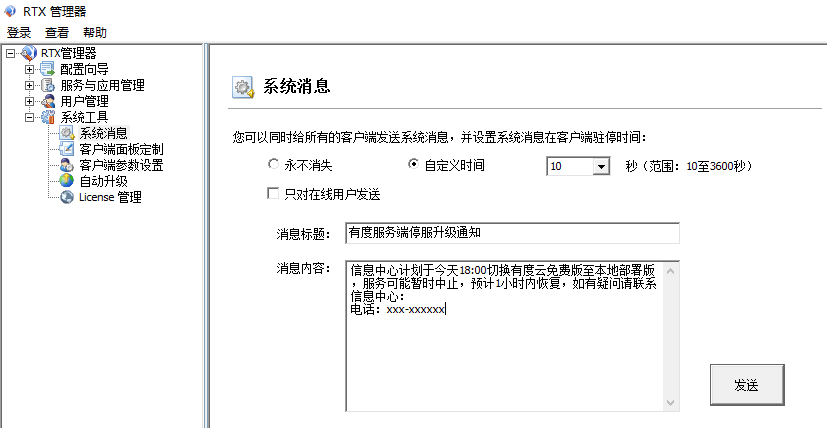 RTX 管理器
登录 查看 帮助
RTX管理器
配置向导
服务与应用管理
用户管理
系统工具
系统消息
客户端面板定制
客户端参数设置
自动升级
License 管理
系统消息
您可以同时给所有的客户端发送系统消息，并设置系统消息在客户端驻停时间：
永不消失 自定义时间 10 秒（范围：10至3600秒）
只对在线用户发送
消息标题： 有度服务端停服升级通知
消息内容： 信息中心计划于今天18:00切换有度云免费版至本地部署版
，服务可能暂时中止，预计1小时内恢复，如有疑问请联系
信息中心：
电话：xxx-xxxxxx
发送